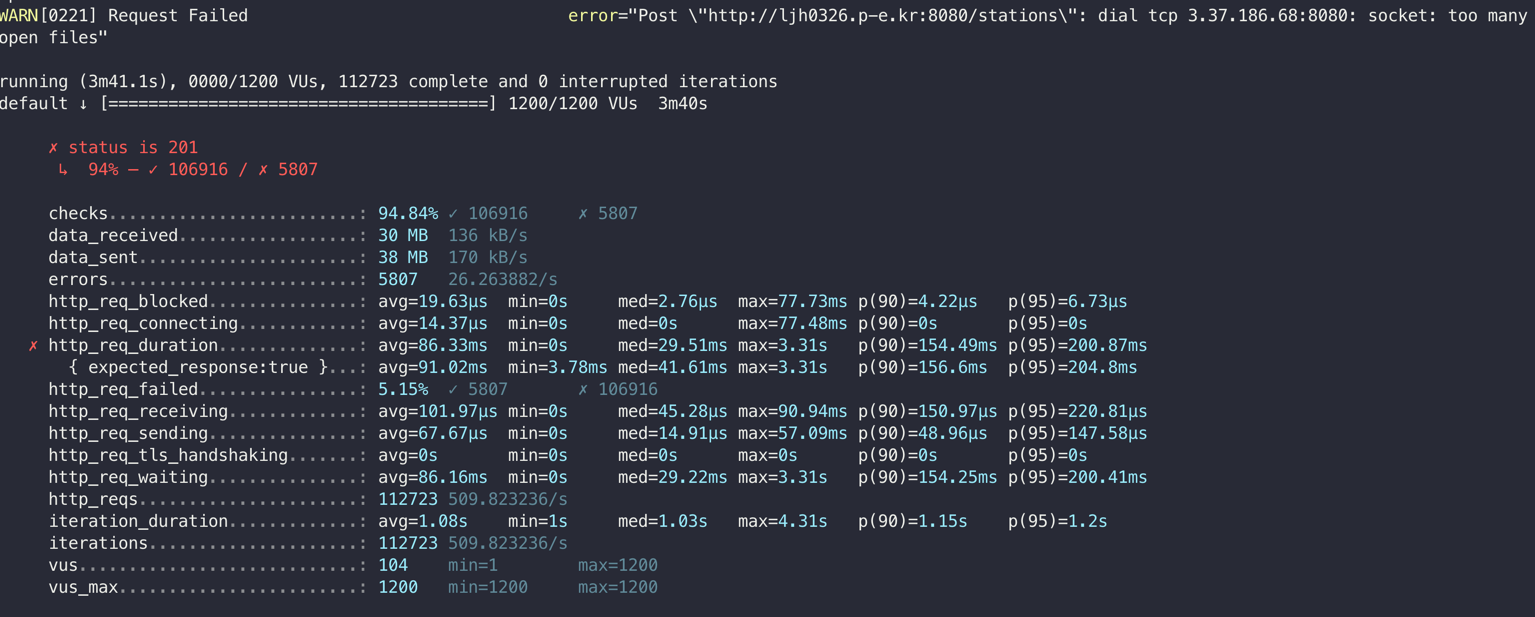 WARN[0221] Request Failed                                error="Post \"http://ljh0326.p-e.kr:8080/stations\": dial tcp 3.37.186.68:8080: socket: too many
open files"
running (3m41.1s), 0000/1200 VUs, 112723 complete and 0 interrupted iterations
default ↓ [======================================] 1200/1200 VUs  3m40s
✗ status is 201
↳  94% — ✓ 106916 / ✗ 5807
checks.........................: 94.84% ✓ 106916      ✗ 5807
data_received..................: 30 MB  136 kB/s
data_sent......................: 38 MB  170 kB/s
errors.........................: 5807   26.263882/s
http_req_blocked...............: avg=19.63µs  min=0s     med=2.76µs  max=77.73ms p(90)=4.22µs   p(95)=6.73µs
http_req_connecting............: avg=14.37µs  min=0s     med=0s      max=77.48ms p(90)=0s       p(95)=0s
✗ http_req_duration..............: avg=86.33ms  min=0s     med=29.51ms max=3.31s   p(90)=154.49ms p(95)=200.87ms
{ expected_response:true }...: avg=91.02ms  min=3.78ms med=41.61ms max=3.31s   p(90)=156.6ms  p(95)=204.8ms
http_req_failed................: 5.15%  ✓ 5807        ✗ 106916
http_req_receiving.............: avg=101.97µs min=0s     med=45.28µs max=90.94ms p(90)=150.97µs p(95)=220.81µs
http_req_sending...............: avg=67.67µs  min=0s     med=14.91µs max=57.09ms p(90)=48.96µs  p(95)=147.58µs
http_req_tls_handshaking.......: avg=0s       min=0s     med=0s      max=0s      p(90)=0s       p(95)=0s
http_req_waiting...............: avg=86.16ms  min=0s     med=29.22ms max=3.31s   p(90)=154.25ms p(95)=200.41ms
http_reqs......................: 112723 509.823236/s
iteration_duration.............: avg=1.08s    min=1s     med=1.03s   max=4.31s   p(90)=1.15s    p(95)=1.2s
iterations.....................: 112723 509.823236/s
vus............................: 104    min=1         max=1200
vus_max........................: 1200   min=1200      max=1200